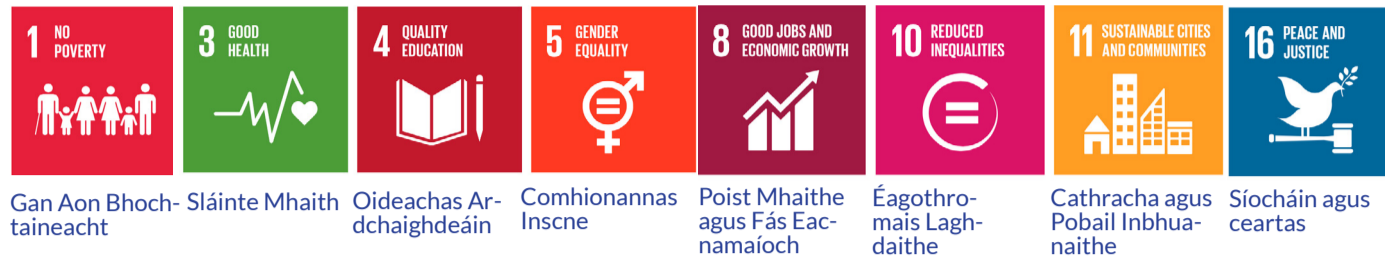 1 NO
POVERTY
3 GOOD
HEALTH
4 QUALITY
EDUCATION
5 GENDER
EQUALITY
8 GOOD JOBS AND
ECONOMIC GROWTH
10 REDUCED
INEQUALITIES
11 SUSTAINABLE CITIES
AND COMMUNITIES
16 PEACE AND
JUSTICE
Gan Aon Bhoch-
taineacht
Sláinte Mhaith
Oideachas Ar-
dchaighdeáin
Comhionannas
Inscne
Poist Mhaithe
agus Fás Eac-
namaíoch
Éagothro-
mais Lagh-
daithe
Cathracha agus
Pobail Inbhua-
naithe
Síocháin agus
ceartas